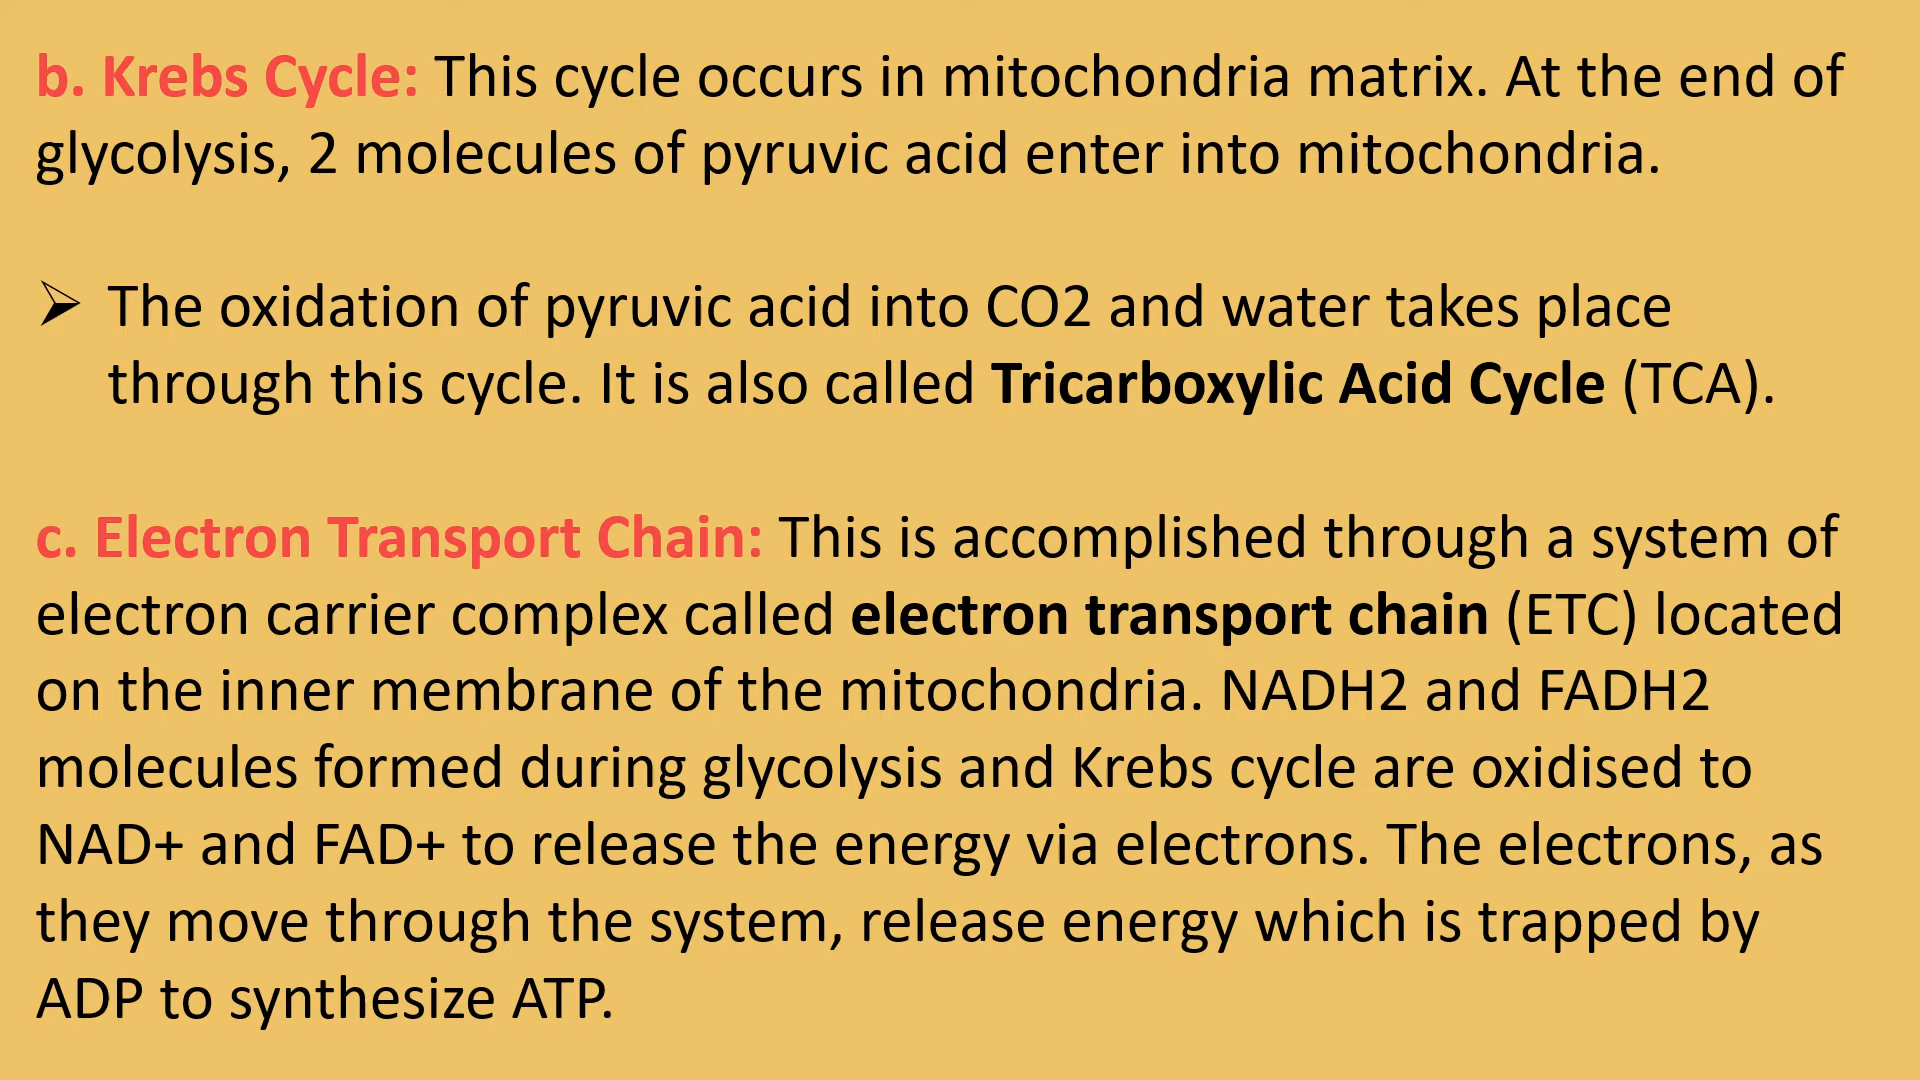 b. Krebs Cycle: This cycle occurs in mitochondria matrix. At the end of
glycolysis, 2 molecules of pyruvic acid enter into mitochondria.
➢ The oxidation of pyruvic acid into CO2 and water takes place
through this cycle. It is also called Tricarboxylic Acid Cycle (TCA).
c. Electron Transport Chain: This is accomplished through a system of
electron carrier complex called electron transport chain (ETC) located
on the inner membrane of the mitochondria. NADH2 and FADH2
molecules formed during glycolysis and Krebs cycle are oxidised to
NAD+ and FAD+ to release the energy via electrons. The electrons, as
they move through the system, release energy which is trapped by
ADP to synthesize ATP.